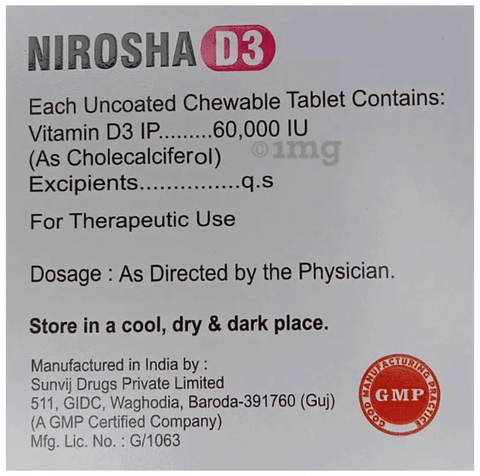 NIROSHA D3
Each Uncoated Chewable Tablet Contains:
Vitamin D3 IP.........60,000 IU
(As Cholecalciferol)
Excipients...............q.s
©1mg
For Therapeutic Use
Dosage : As Directed by the Physician.
Store in a cool, dry & dark place.
Manufactured in India by :
Sunvij Drugs Private Limited
511, GIDC, Waghodia, Baroda-391760 (Guj)
(A GMP Certified Company)
Mfg. Lic. No. : G/1063
GOOD MANUFACTURING PRACTICE
GMP